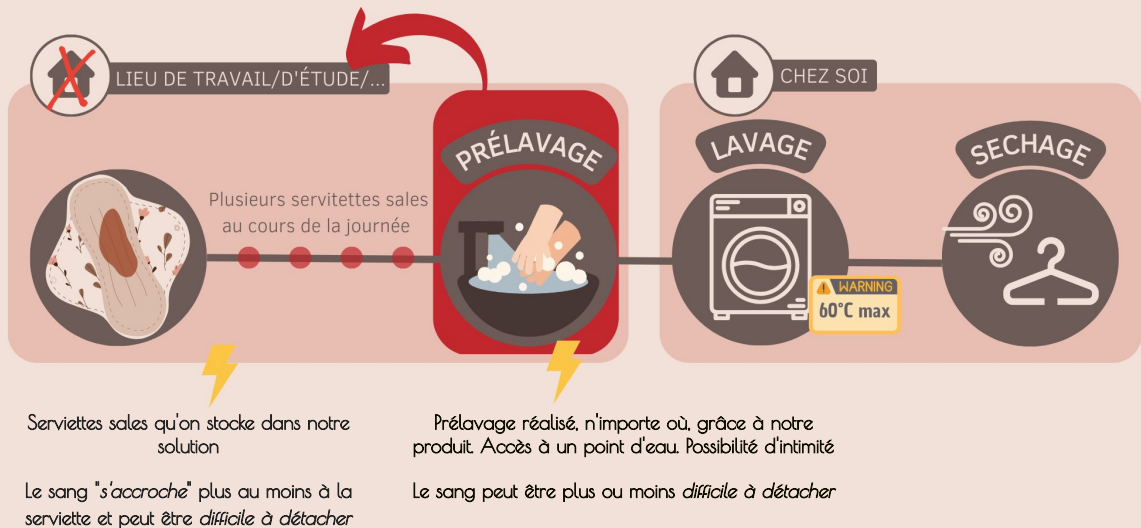 LIEU DE TRAVAIL/D'ÉTUDE/...
CHEZ SOI
PRÉLAVAGE
LAVAGE
SECHAGE
Plusieurs servitettes sales
au cours de la journée
WARNING
60°C max
Serviettes sales qu'on stocke dans notre
solution
Le sang "s'accroche" plus au moins à la
serviette et peut être difficile à détacher
Prélavage réalisé, n'importe où, grâce à notre
produit. Accès à un point d'eau. Possibilité d'intimité
Le sang peut être plus ou moins difficile à détacher